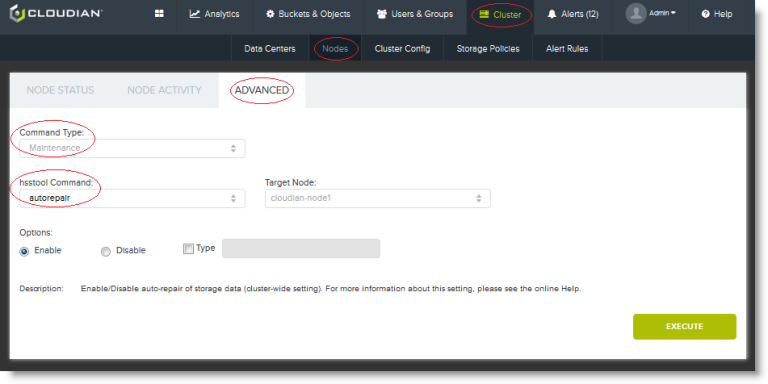 CLOUDIAN Analytics Buckets & Objects Users & Groups Cluster Alerts (12) Admin Help
Data Centers Nodes Cluster Config Storage Policies Alert Rules
NODE STATUS NODE ACTIVITY ADVANCED
Command Type:
Maintenance
hsstool Command: Target Node:
autorepair cloudian-node1
Options:
Enable Disable Type
Description: Enable/Disable auto-repair of storage data (cluster-wide setting). For more information about this setting, please see the online Help.
EXECUTE